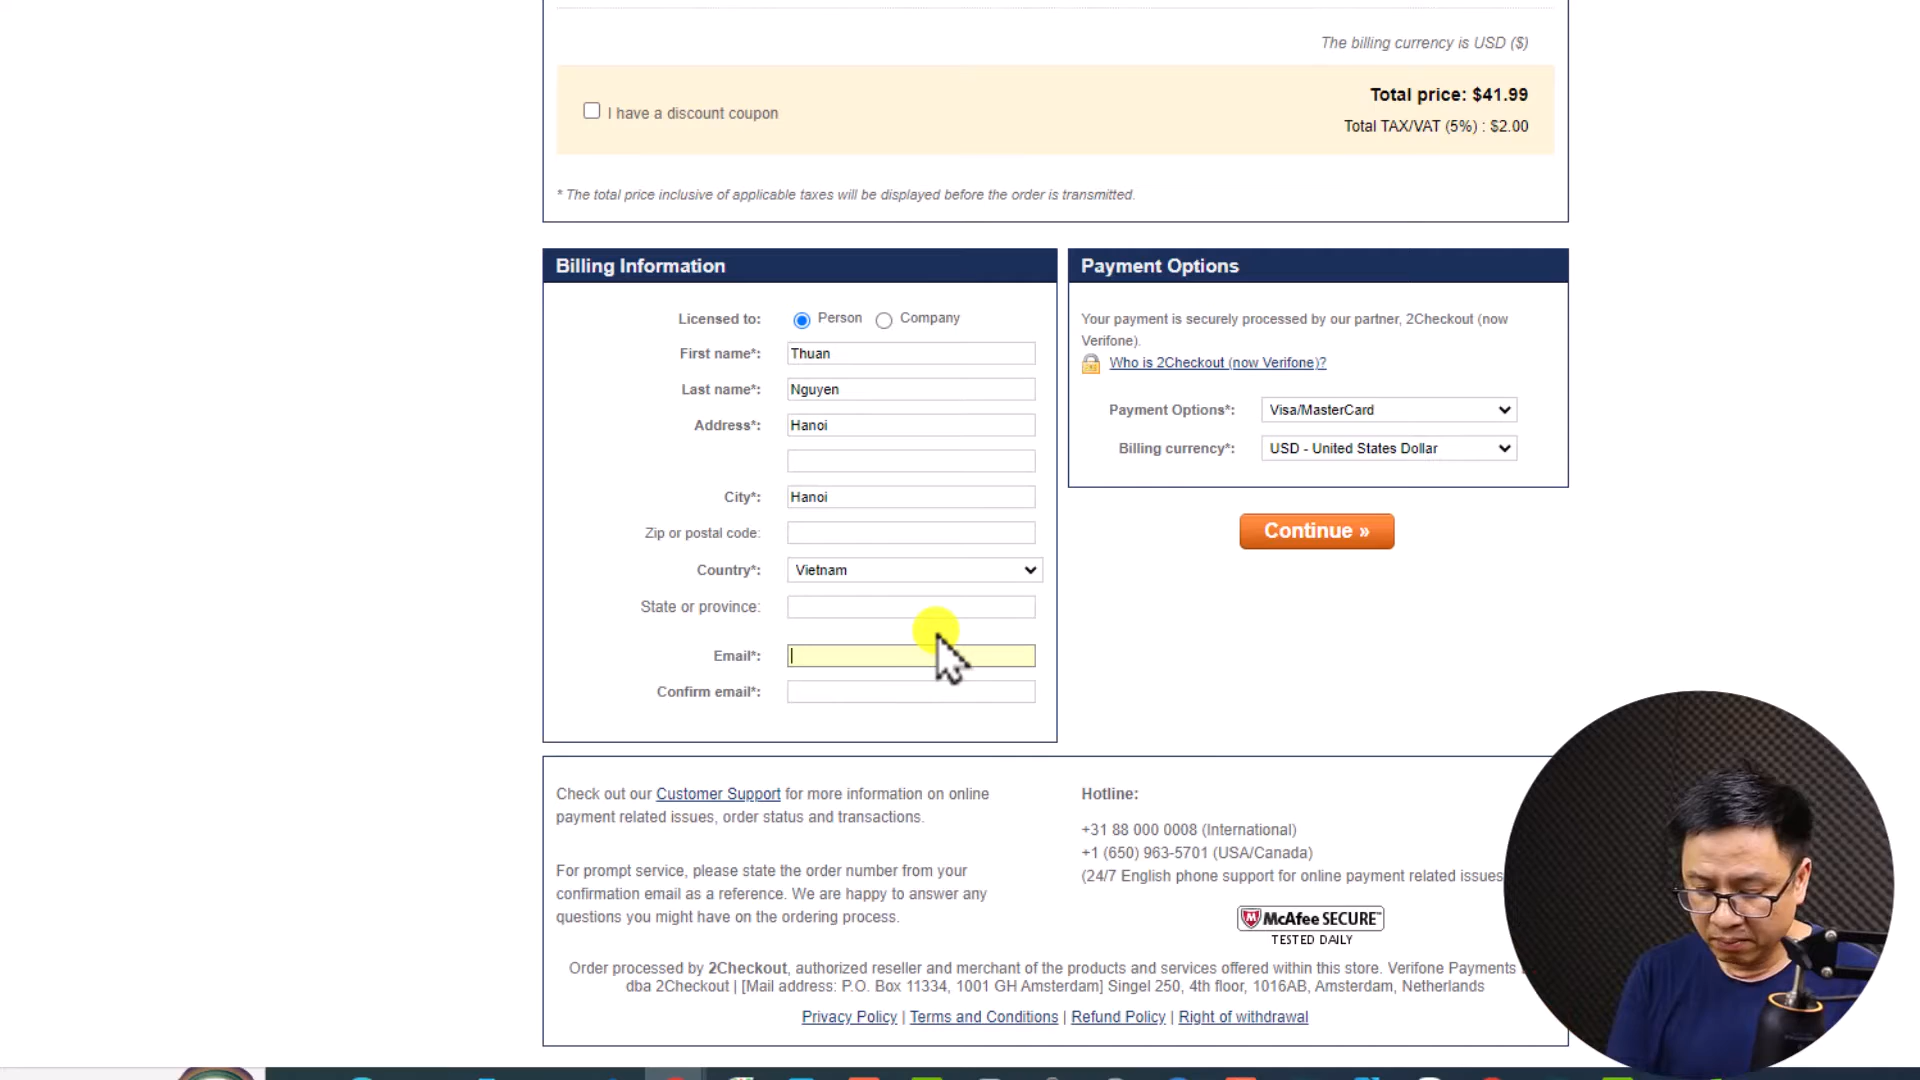 The billing currency is USD ($)
I have a discount coupon
Total price: $41.99
Total TAX/VAT (5%) : $2.00
* The total price inclusive of applicable taxes will be displayed before the order is transmitted.
Billing Information
Licensed to: Person Company
First name*: Thuan
Last name*: Nguyen
Address*: Hanoi
City*: Hanoi
Zip or postal code:
Country*: Vietnam
State or province:
Email*:
Confirm email*:
Payment Options
Your payment is securely processed by our partner, 2Checkout (now
Verifone).
Who is 2Checkout (now Verifone)?
Payment Options*: Visa/MasterCard
Billing currency*: USD - United States Dollar
Continue »
Check out our Customer Support for more information on online
payment related issues, order status and transactions.
For prompt service, please state the order number from your
confirmation email as a reference. We are happy to answer any
questions you might have on the ordering process.
Hotline:
+31 88 000 0008 (International)
+1 (650) 963-5701 (USA/Canada)
(24/7 English phone support for online payment related issues
McAfee SECURE™
TESTED DAILY
Order processed by 2Checkout, authorized reseller and merchant of the products and services offered within this store. Verifone Payments
dba 2Checkout | [Mail address: P.O. Box 11334, 1001 GH Amsterdam] Singel 250, 4th floor, 1016AB, Amsterdam, Netherlands
Privacy Policy | Terms and Conditions | Refund Policy | Right of withdrawal